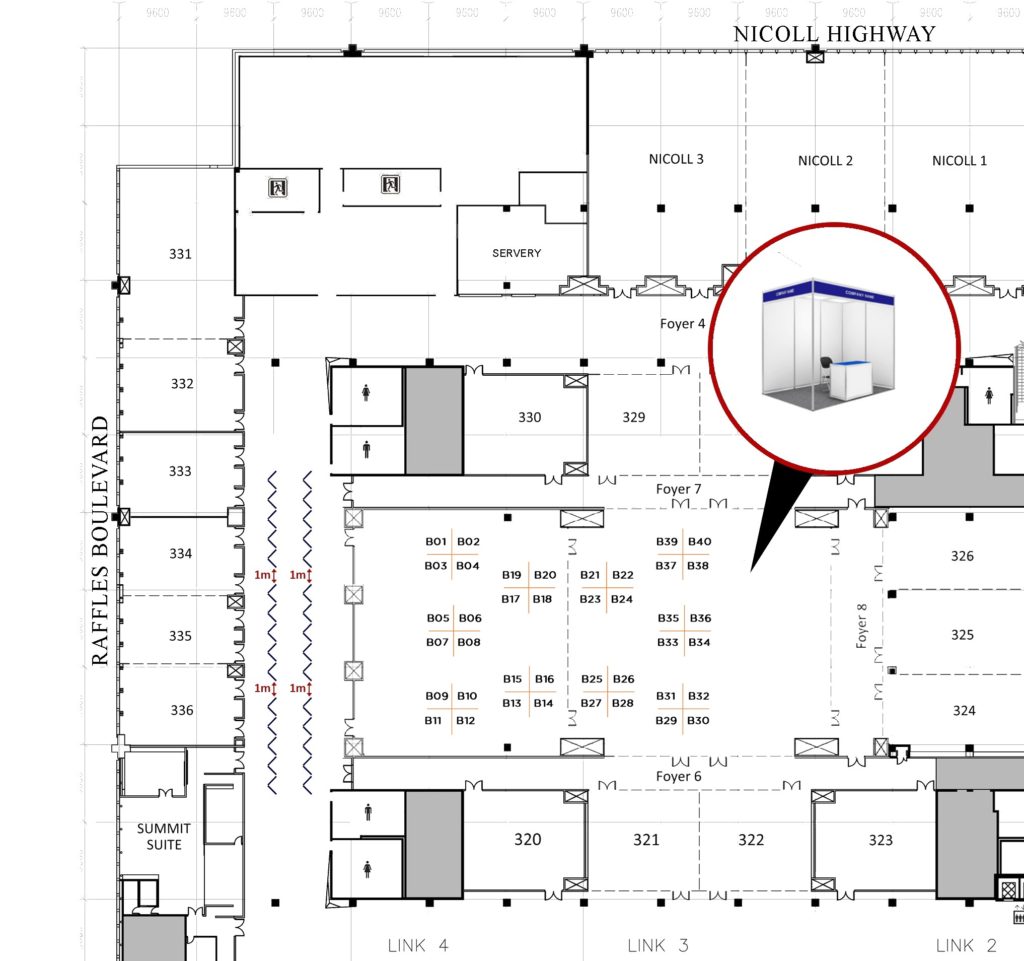 9600 9600 9600 9600 9500 9600 9600 9600 9600 9600 9600 9600
NICOLL HIGHWAY
NICOLL 3 NICOLL 2 NICOLL 1
331
SERVERY
COMPANY NAME
Foyer 4
332
330 329
RAFFLES BOULEVARD
333
Foyer 7
334
B01 B02
B03 B04
B39 B40
B37 B38
326
1m 1m
B19 B20
B17 B18
B21 B22
B23 B24
335
B05 B06
B07 B08
B35 B36
B33 B34
Foyer 8
325
1m 1m
B15 B16
B13 B14
B25 B26
B27 B28
336
B09 B10
B11 B12
B31 B32
B29 B30
324
Foyer 6
SUMMIT
SUITE
320 321 322 323
LINK 4 LINK 3 LINK 2